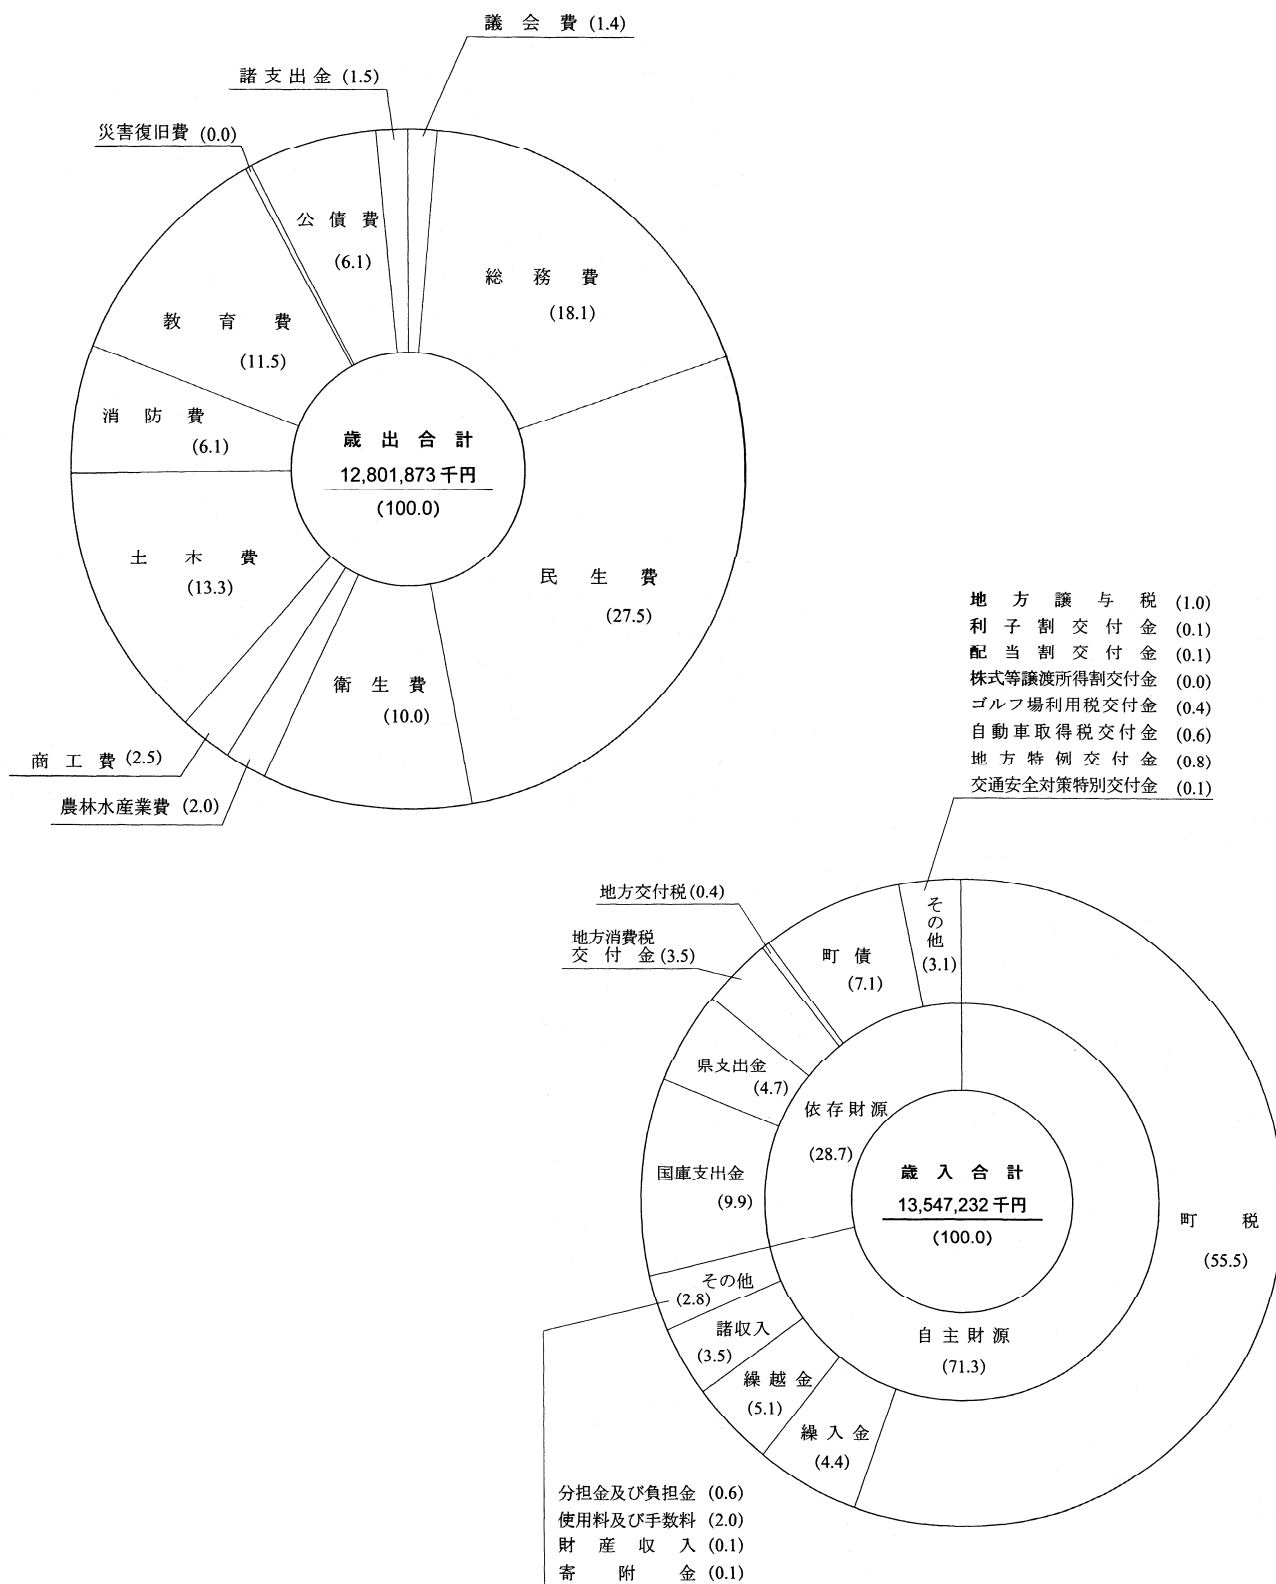 議会費 (1.4)
諸支出金 (1.5)
災害復旧費 (0.0)
公債費
(6.1)
総務費
(18.1)
教育費
(11.5)
消防費
(6.1)
歳出合計
12,801,873千円
(100.0)
土木費
(13.3)
民生費
(27.5)
衛生費
(10.0)
商工費 (2.5)
農林水産業費 (2.0)
地方譲与税 (1.0)
利子割交付金 (0.1)
配当割交付金 (0.1)
株式等譲渡所得割交付金 (0.0)
ゴルフ場利用税交付金 (0.4)
自動車取得税交付金 (0.6)
地方特例交付金 (0.8)
交通安全対策特別交付金 (0.1)
地方交付税 (0.4)
地方消費税
交付金 (3.5)
町債
(7.1)
その他
(3.1)
県支出金
(4.7)
依存財源
(28.7)
国庫支出金
(9.9)
歳入合計
13,547,232千円
(100.0)
町税
(55.5)
その他
(2.8)
諸収入
(3.5)
自主財源
(71.3)
繰越金
(5.1)
繰入金
(4.4)
分担金及び負担金 (0.6)
使用料及び手数料 (2.0)
財産収入 (0.1)
寄附金 (0.1)